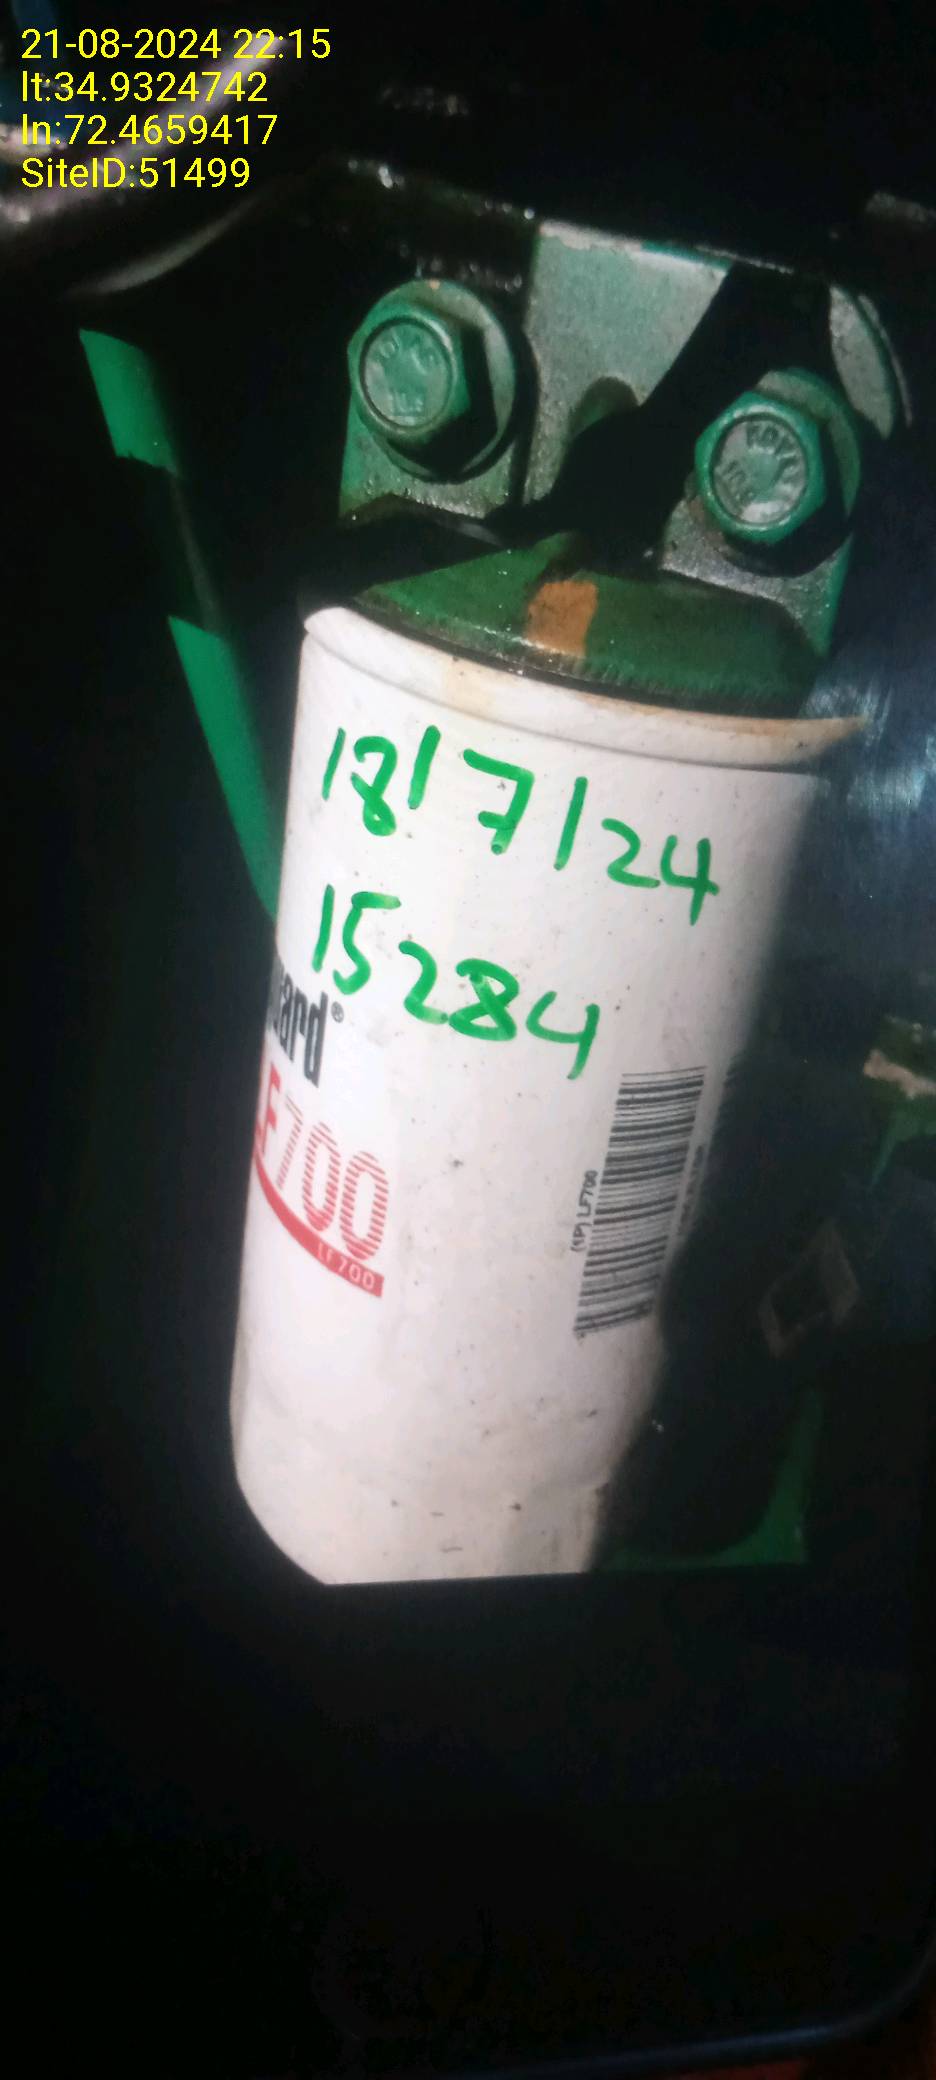 21-08-2024 22:15
lt:34.9324742
ln:72.4659417
SiteID:51499
18/7/24
15284
LF700
(1P) LF700